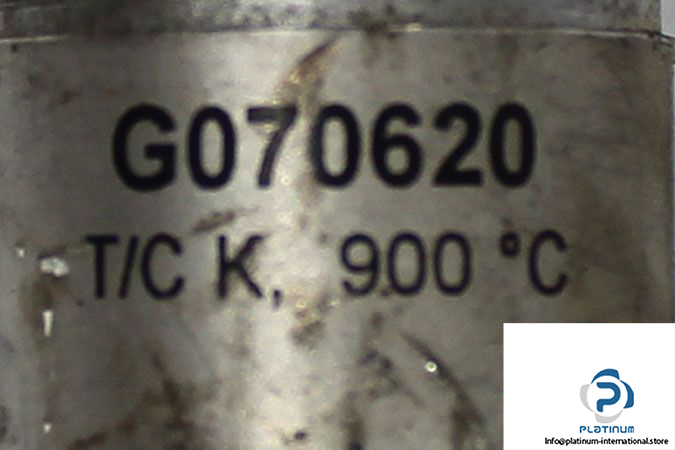 G070620
T/C K, 900 °C
PLATINUM
Info@platinum-international.store